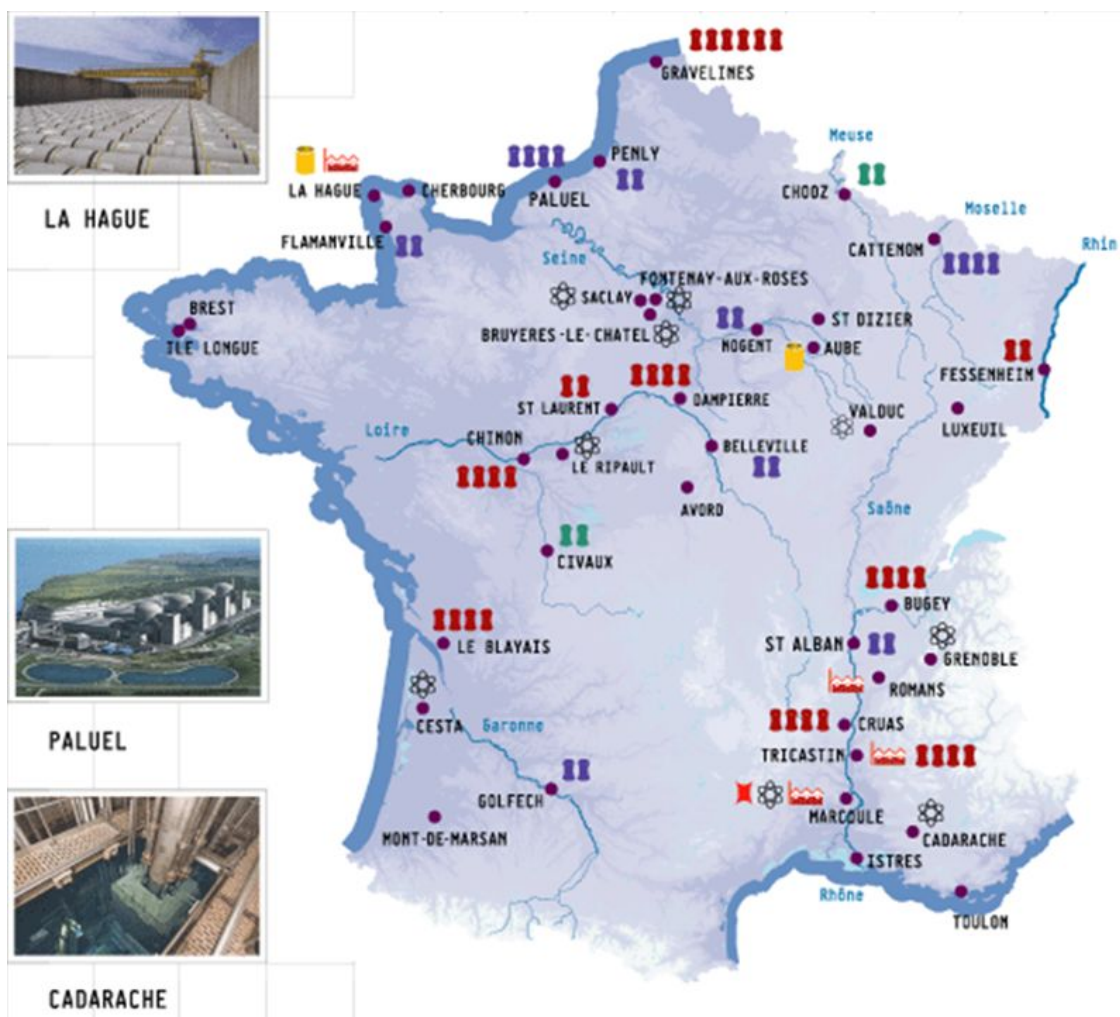 LA HAGUE
PALUEL
CADARACHE
GRAVELINES
Meuse
PENLY
CHOOZ
LA HAGUE
CHERBOURG
PALUEL
Moselle
FLAMANVILLE
CATTENOM
Rhin
Seine
FONTENAY-AUX-ROSES
SACLAY
BREST
ST DIZIER
BRUYERES-LE-CHATEL
NOGENT
AUBE
ILE LONGUE
FESSENHEIM
DAMPIERRE
ST LAURENT
VALDUC
LUXEUIL
Loire
CHINON
BELLEVILLE
LE RIPAULT
AVORD
Saône
CIVAUX
BUGEY
ST ALBAN
LE BLAYAIS
GRENOBLE
ROMANS
CESTA
Garonne
CRUAS
TRICASTIN
GOLFECH
MARCOULE
MONT-DE-MARSAN
CADARACHE
ISTRES
Rhône
TOULON